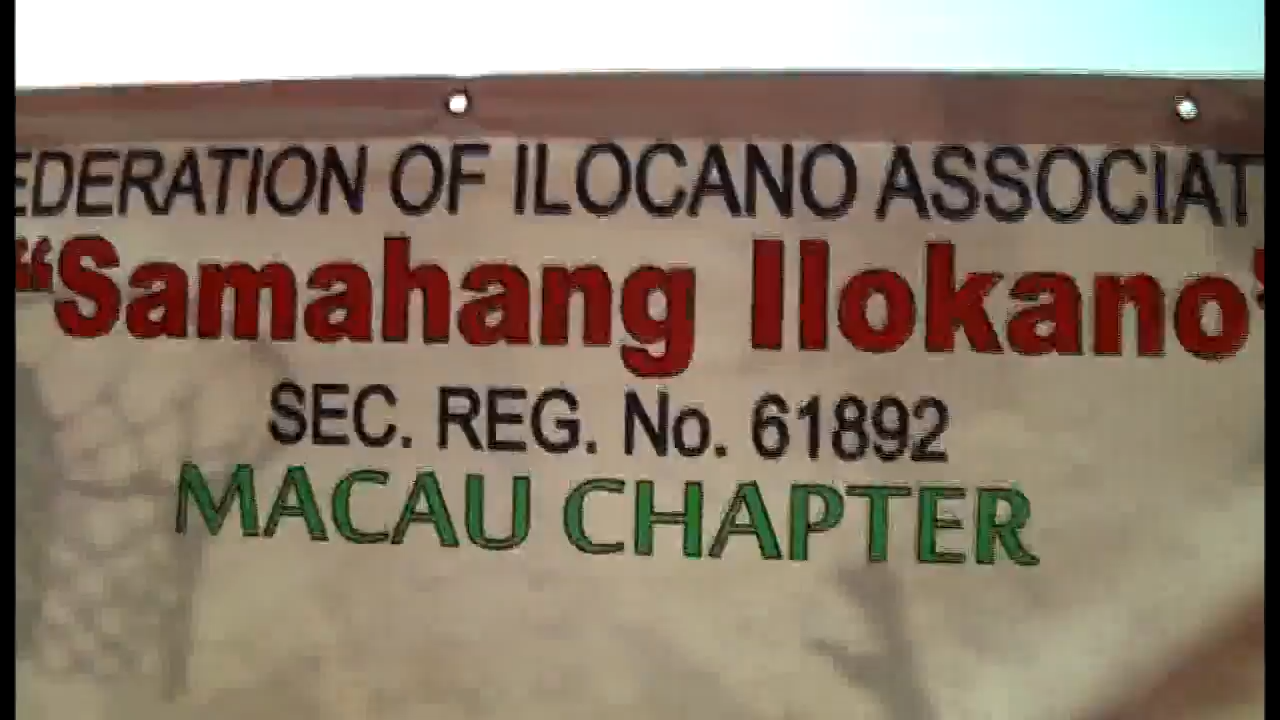 EDERATION OF ILOCANO ASSOCIAT
“Samahang Ilokano"
SEC. REG. No. 61892
MACAU CHAPTER